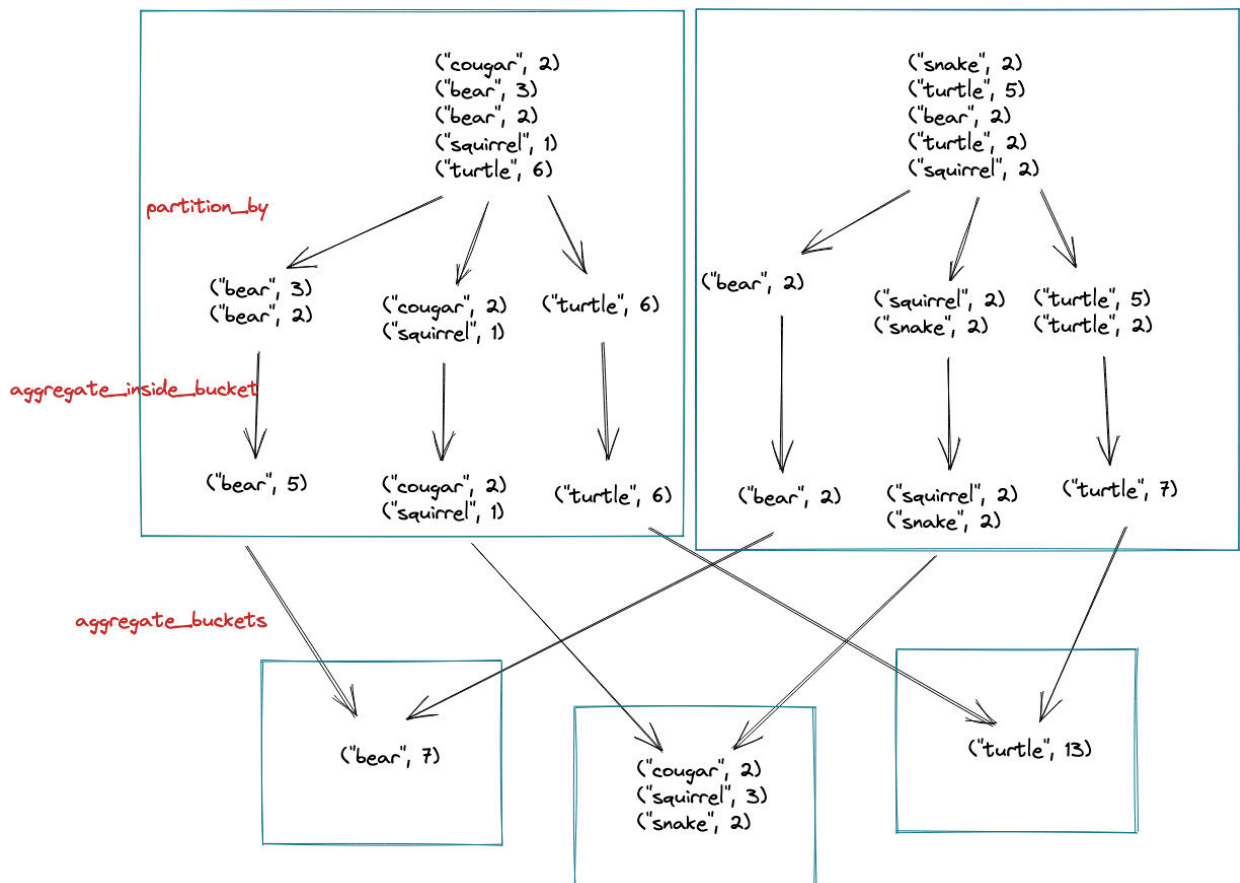 ("cougar", 2)
("bear", 3)
("bear", 2)
("squirrel", 1)
("turtle", 6)
("snake", 2)
("turtle", 5)
("bear", 2)
("turtle", 2)
("squirrel", 2)
partition_by
("bear", 3)
("bear", 2)
("cougar", 2)
("squirrel", 1)
("turtle", 6)
("bear", 2)
("squirrel", 2)
("snake", 2)
("turtle", 5)
("turtle", 2)
aggregate_inside_bucket
("bear", 5)
("cougar", 2)
("squirrel", 1)
("turtle", 6)
("bear", 2)
("squirrel", 2)
("snake", 2)
("turtle", 7)
aggregate_buckets
("bear", 7)
("cougar", 2)
("squirrel", 3)
("snake", 2)
("turtle", 13)